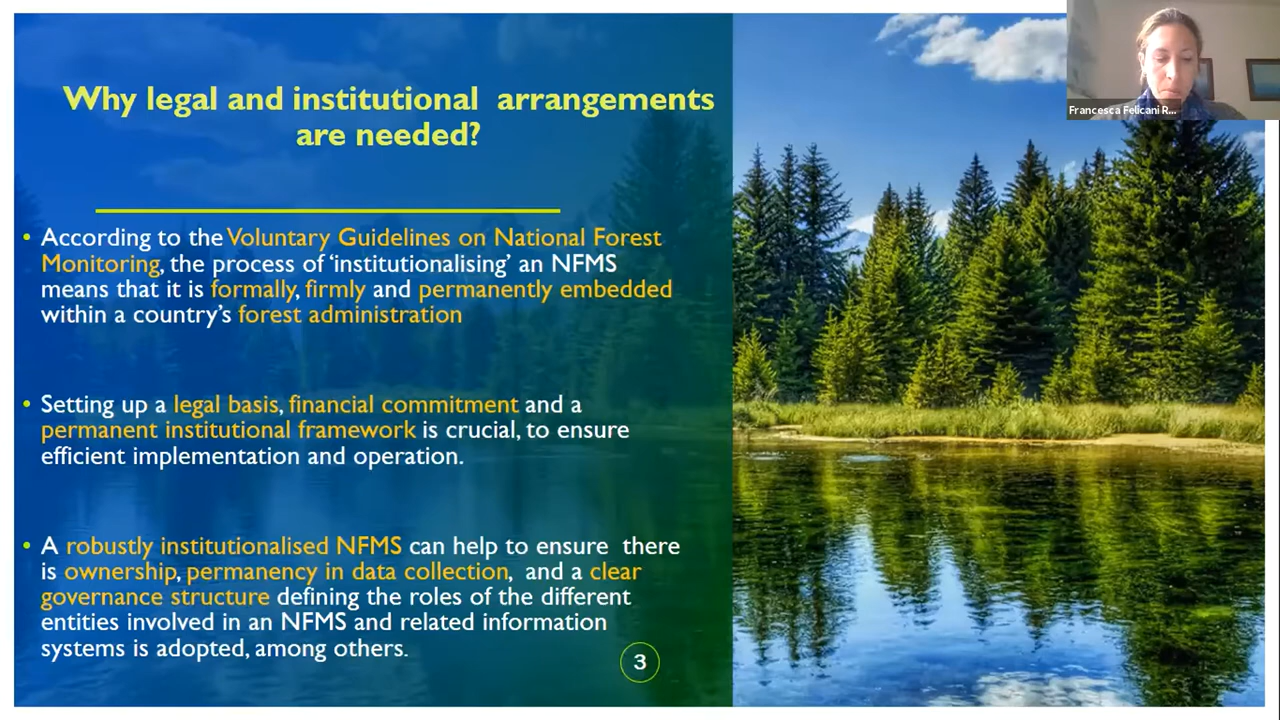 Why legal and institutional arrangements
are needed?
• According to the Voluntary Guidelines on National Forest
Monitoring, the process of ‘institutionalising’ an NFMS
means that it is formally, firmly and permanently embedded
within a country’s forest administration
• Setting up a legal basis, financial commitment and a
permanent institutional framework is crucial, to ensure
efficient implementation and operation.
• A robustly institutionalised NFMS can help to ensure there
is ownership, permanency in data collection, and a clear
governance structure defining the roles of the different
entities involved in an NFMS and related information
systems is adopted, among others.
3
Francesca Felicani R...